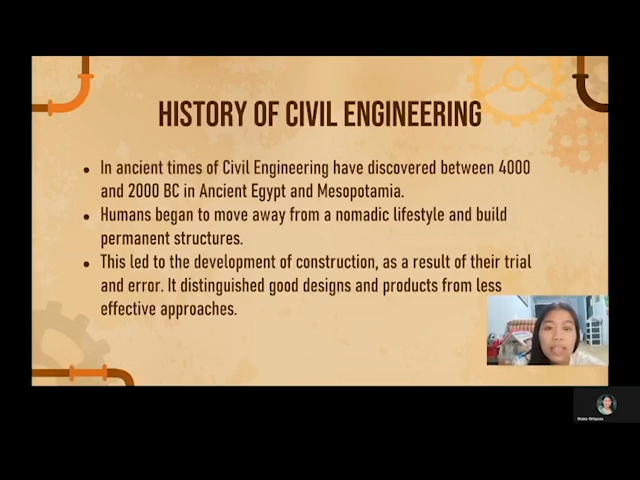 HISTORY OF CIVIL ENGINEERING
In ancient times of Civil Engineering have discovered between 4000
and 2000 BC in Ancient Egypt and Mesopotamia.
Humans began to move away from a nomadic lifestyle and build
permanent structures.
This led to the development of construction, as a result of their trial
and error. It distinguished good designs and products from less
effective approaches.